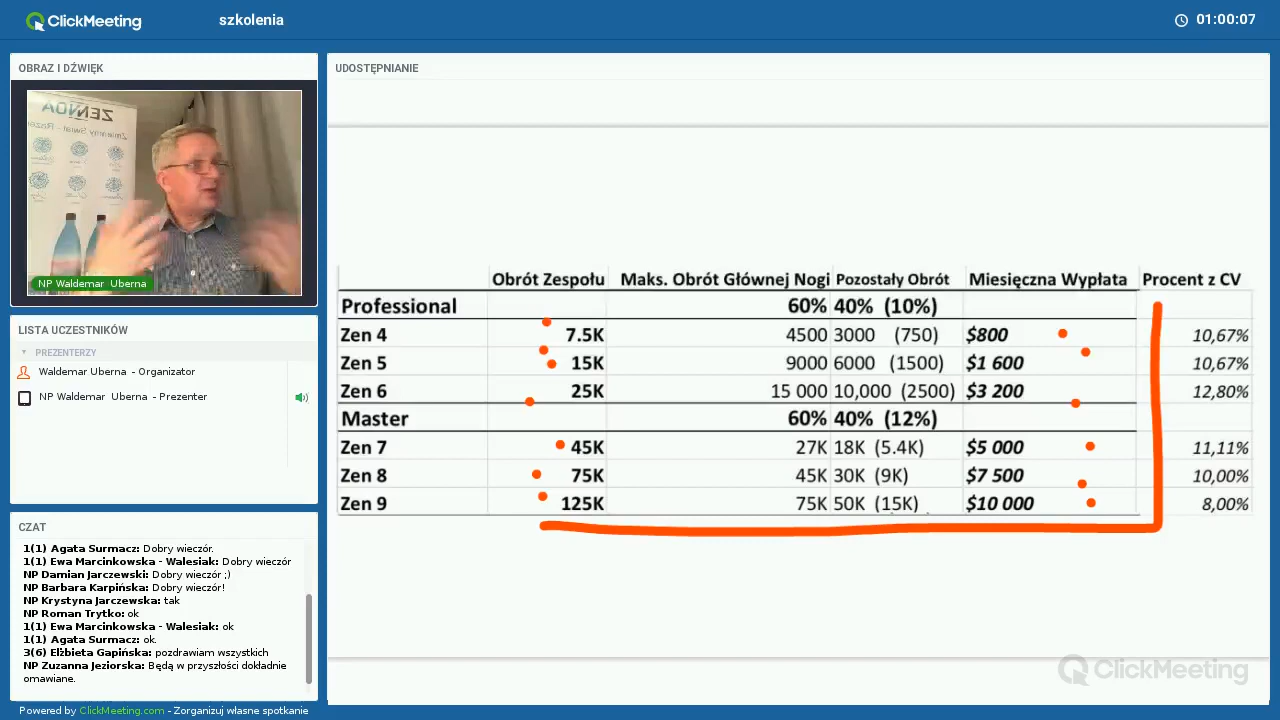 ClickMeeting
szkolenia
01:00:07
OBRAZ I DŹWIĘK
ZENNOA
NP Waldemar Uberna
LISTA UCZESTNIKÓW
PREZENTERZY
Waldemar Uberna - Organizator
NP Waldemar Uberna - Prezenter
CZAT
1(1) Agata Surmacz: Dobry wieczór.
1(1) Ewa Marcinkowska - Walesiak: Dobry wieczór
NP Damian Jarczewski: Dobry wieczór ;)
NP Barbara Karpińska: Dobry wieczór!
NP Krystyna Jarczewska: tak
NP Roman Trytko: ok
1(1) Ewa Marcinkowska - Walesiak: ok
1(1) Agata Surmacz: ok.
3(6) Elżbieta Gapińska: pozdrawiam wszystkich
NP Zuzanna Jeziorska: Będą w przyszłości dokładnie
omawiane.
Powered by ClickMeeting.com - Zorganizuj własne spotkanie
UDOSTĘPNIANIE
Obrót Zespołu Maks. Obrót Głównej Nogi Pozostały Obrót Miesięczna Wypłata Procent z CV
Professional 60% 40% (10%)
Zen 4 7.5K 4500 3000 (750) $800 10,67%
Zen 5 15K 9000 6000 (1500) $1 600 10,67%
Zen 6 25K 15 000 10,000 (2500) $3 200 12,80%
Master 60% 40% (12%)
Zen 7 45K 27K 18K (5.4K) $5 000 11,11%
Zen 8 75K 45K 30K (9K) $7 500 10,00%
Zen 9 125K 75K 50K (15K) $10 000 8,00%
ClickMeeting